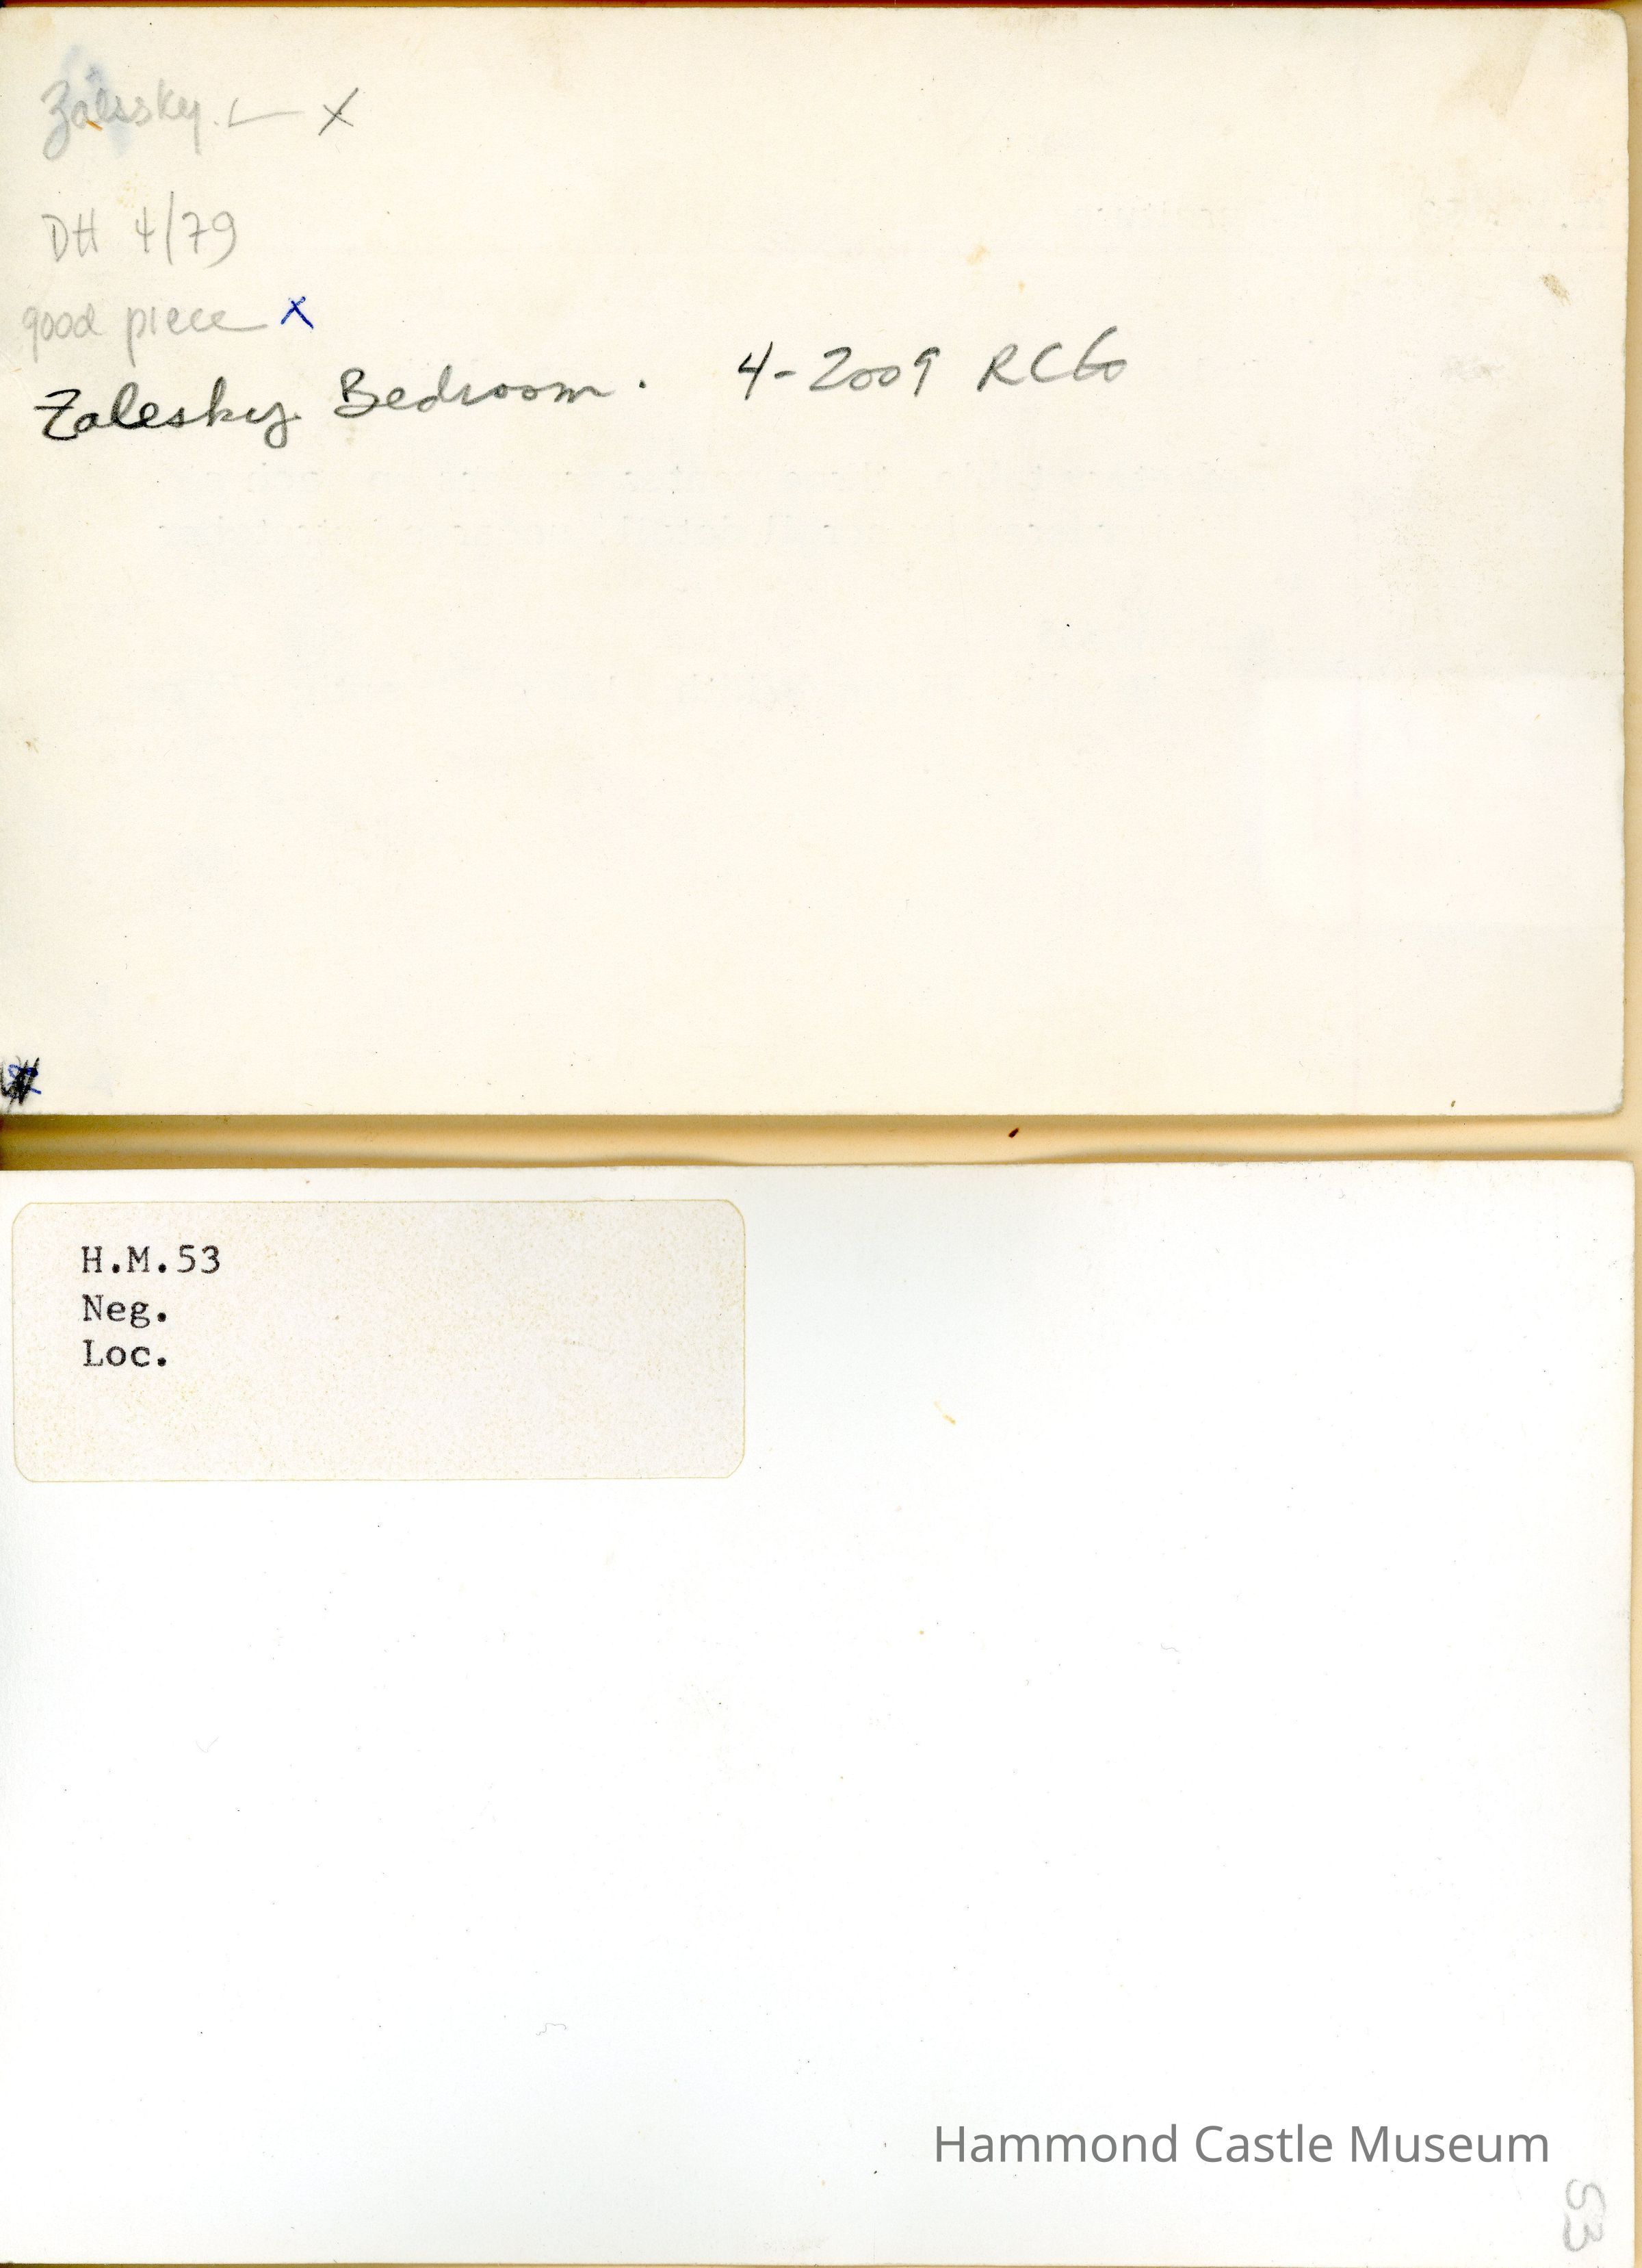 Zalesky. ✓ X
DH 4/79
good piece X
Zalesky Bedroom. 4-2009 RCG
H.M.53
Neg.
Loc.
Hammond Castle Museum
53